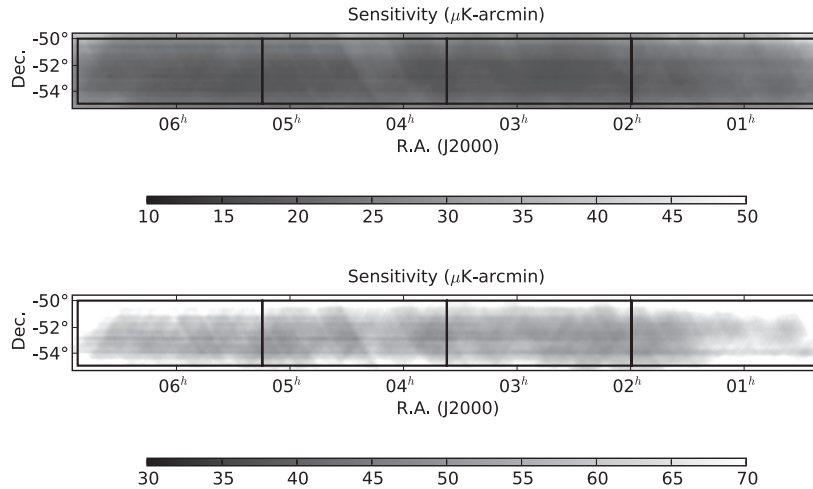 Sensitivity (μK-arcmin)
-50°
-52°
-54°
Dec.
06ʰ 05ʰ 04ʰ 03ʰ 02ʰ 01ʰ
R.A. (J2000)
10 15 20 25 30 35 40 45 50
Sensitivity (μK-arcmin)
-50°
-52°
-54°
Dec.
06ʰ 05ʰ 04ʰ 03ʰ 02ʰ 01ʰ
R.A. (J2000)
30 35 40 45 50 55 60 65 70